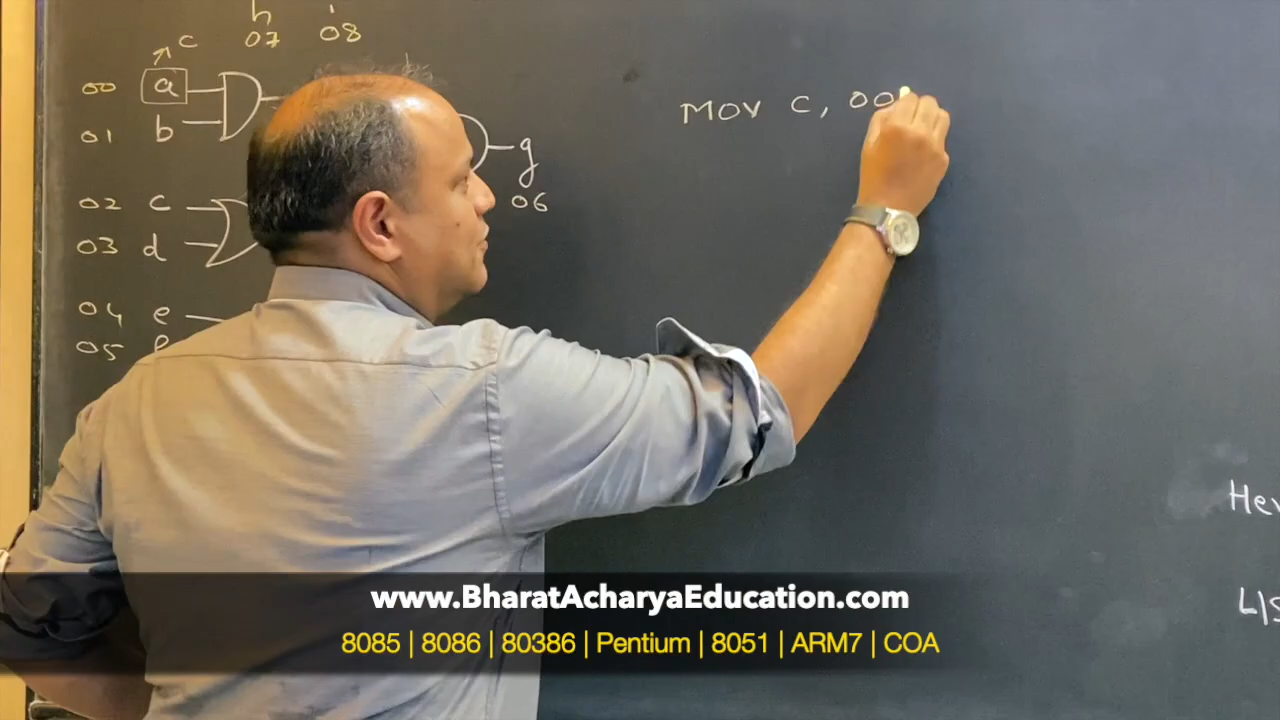 h
07 08
c
00 a
01 b
MOV C, 00
g
06
02 c
03 d
04 e
05
Hev
L/S
www.BharatAcharyaEducation.com
8085 | 8086 | 80386 | Pentium | 8051 | ARM7 | COA